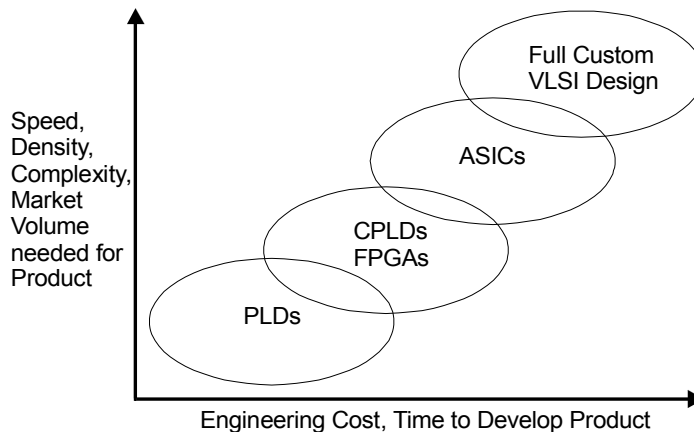 Full Custom
VLSI Design
Speed,
Density,
Complexity,
Market
Volume
needed for
Product
ASICs
CPLDs
FPGAs
PLDs
Engineering Cost, Time to Develop Product